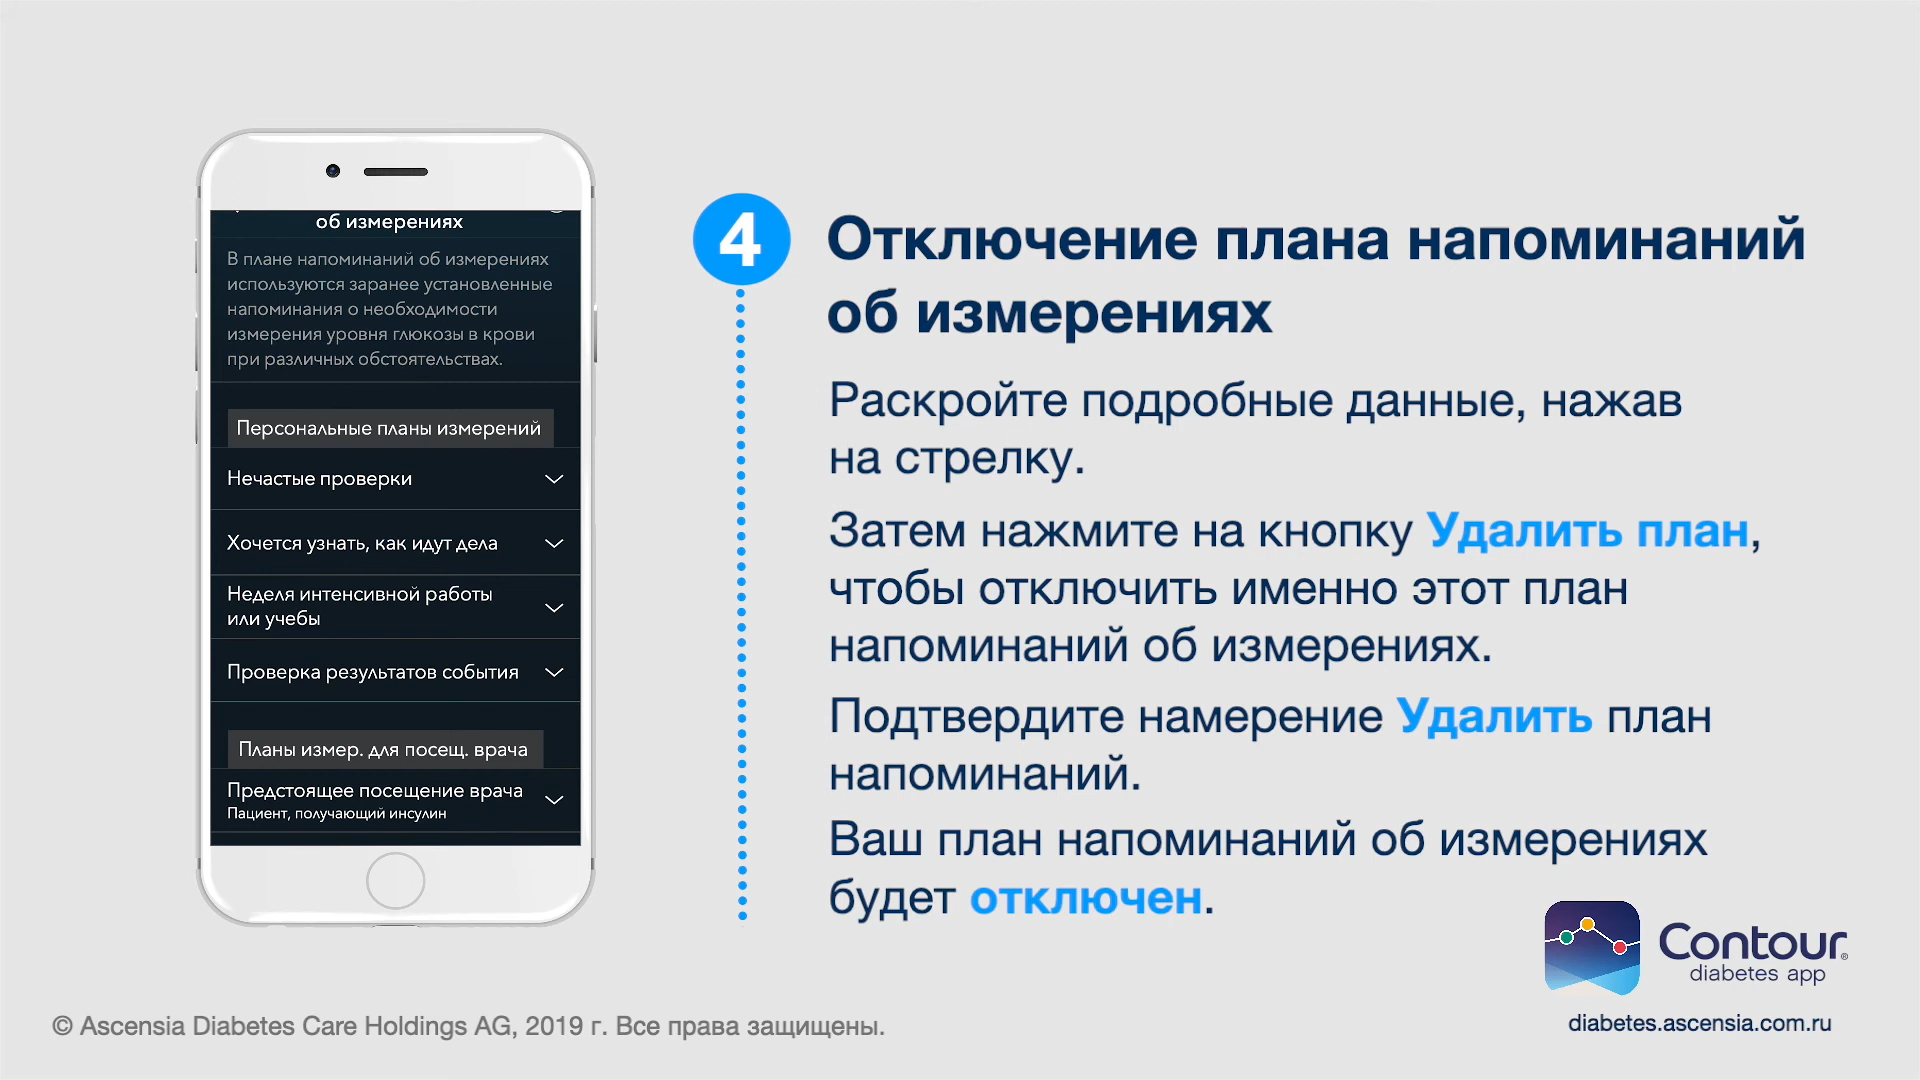 об измерениях
В плане напоминаний об измерениях
используются заранее установленные
напоминания о необходимости
измерения уровня глюкозы в крови
при различных обстоятельствах.
Персональные планы измерений
Нечастые проверки
Хочется узнать, как идут дела
Неделя интенсивной работы
или учебы
Проверка результатов события
Планы измер. для посещ. врача
Предстоящее посещение врача
Пациент, получающий инсулин
4
Отключение плана напоминаний
об измерениях
Раскройте подробные данные, нажав
на стрелку.
Затем нажмите на кнопку Удалить план,
чтобы отключить именно этот план
напоминаний об измерениях.
Подтвердите намерение Удалить план
напоминаний.
Ваш план напоминаний об измерениях
будет отключен.
Contour®
diabetes app
diabetes.ascensia.com.ru
© Ascensia Diabetes Care Holdings AG, 2019 г. Все права защищены.